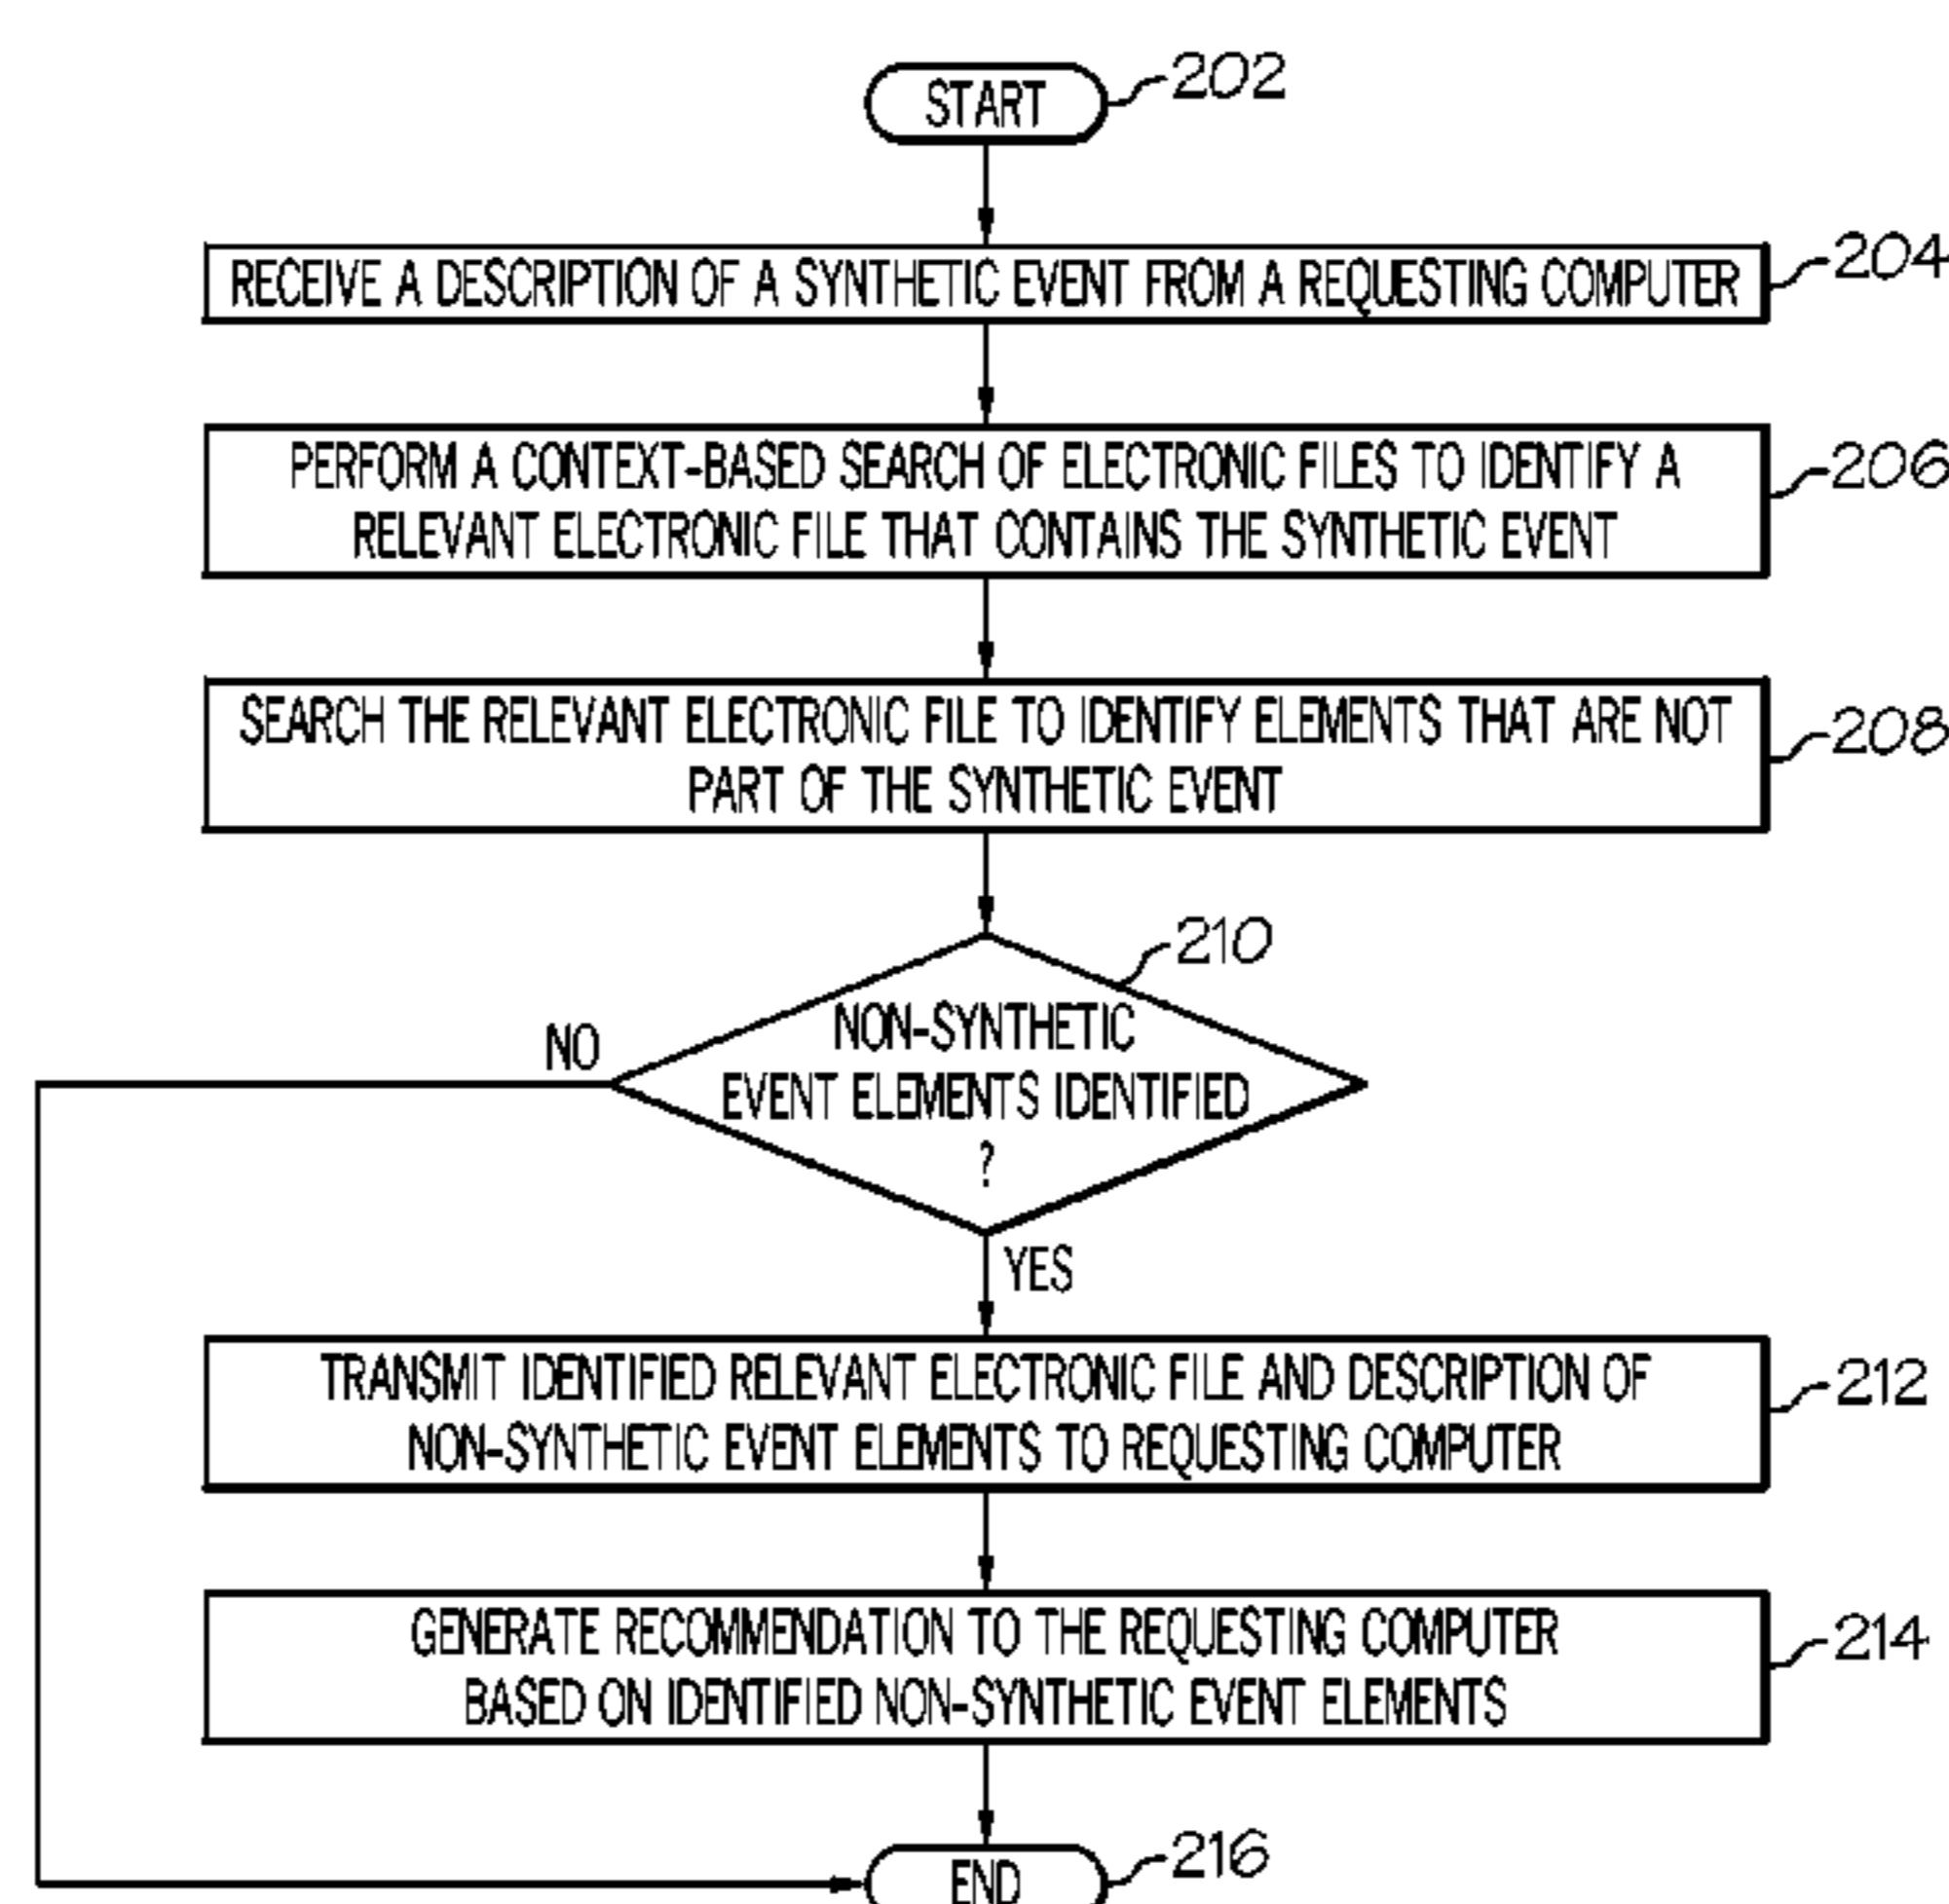 START
202
RECEIVE A DESCRIPTION OF A SYNTHETIC EVENT FROM A REQUESTING COMPUTER
204
PERFORM A CONTEXT-BASED SEARCH OF ELECTRONIC FILES TO IDENTIFY A
RELEVANT ELECTRONIC FILE THAT CONTAINS THE SYNTHETIC EVENT
206
SEARCH THE RELEVANT ELECTRONIC FILE TO IDENTIFY ELEMENTS THAT ARE NOT
PART OF THE SYNTHETIC EVENT
208
210
NON-SYNTHETIC
EVENT ELEMENTS IDENTIFIED
?
NO
YES
TRANSMIT IDENTIFIED RELEVANT ELECTRONIC FILE AND DESCRIPTION OF
NON-SYNTHETIC EVENT ELEMENTS TO REQUESTING COMPUTER
212
GENERATE RECOMMENDATION TO THE REQUESTING COMPUTER
BASED ON IDENTIFIED NON-SYNTHETIC EVENT ELEMENTS
214
END
216